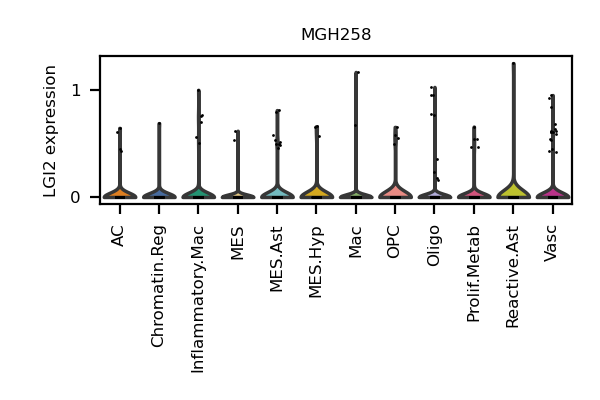 MGH258
LGI2 expression
1
0
AC
Chromatin.Reg
Inflammatory.Mac
MES
MES.Ast
MES.Hyp
Mac
OPC
Oligo
Prolif.Metab
Reactive.Ast
Vasc